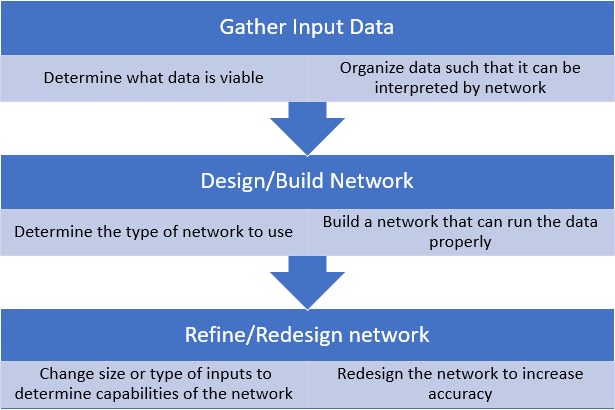 Gather Input Data
Determine what data is viable
Organize data such that it can be
interpreted by network
Design/Build Network
Determine the type of network to use
Build a network that can run the data
properly
Refine/Redesign network
Change size or type of inputs to
determine capabilities of the network
Redesign the network to increase
accuracy